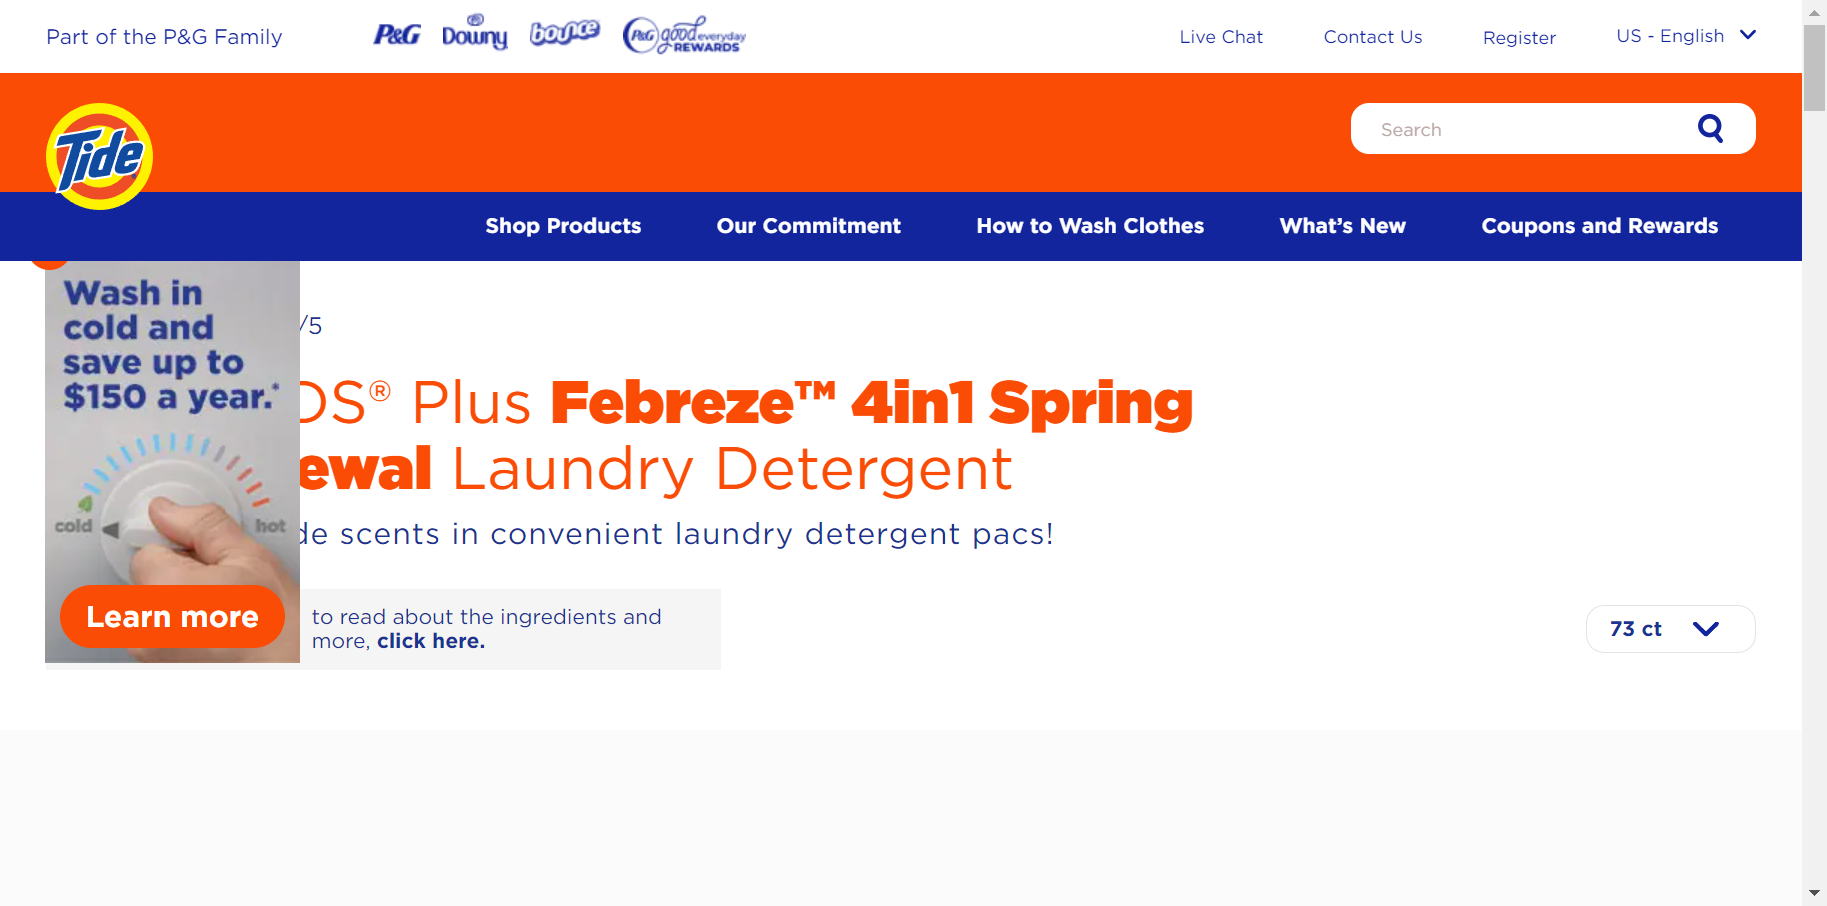 Part of the P&G Family
P&G
Downy
bounce
P&G good everyday
REWARDS
Live Chat
Contact Us
Register
US - English
Tide
Search
Shop Products
Our Commitment
How to Wash Clothes
What's New
Coupons and Rewards
Wash in
cold and
save up to
$150 a year.*
cold
hot
Learn more
/5
DS® Plus Febreze™ 4in1 Spring
ewal Laundry Detergent
de scents in convenient laundry detergent pacs!
to read about the ingredients and
more, click here.
73 ct